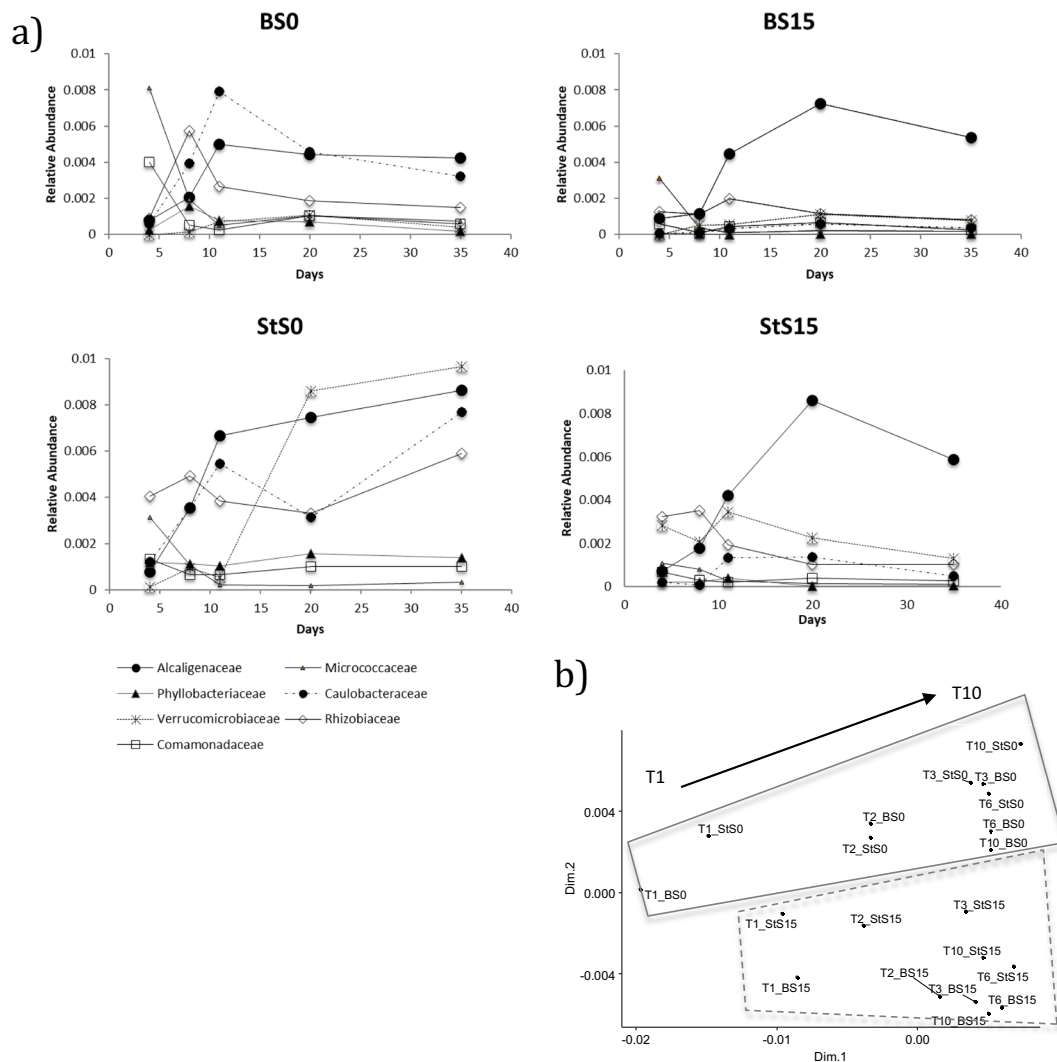 a)
BS0
0.01
0.008
0.006
0.004
0.002
0
Relative Abundance
0 5 10 15 20 25 30 35 40
Days
BS15
0.01
0.008
0.006
0.004
0.002
0
Relative Abundance
0 5 10 15 20 25 30 35 40
Days
StS0
0.01
0.008
0.006
0.004
0.002
0
Relative Abundance
0 10 20 30 40
Days
StS15
0.01
0.008
0.006
0.004
0.002
0
Relative Abundance
0 10 20 30 40
Days
Alcaligenaceae Micrococcaceae
Phyllobacteriaceae Caulobacteraceae
Verrucomicrobiaceae Rhizobiaceae
Comamonadaceae
b)
T1
T10
T10_StS0
T3_StS0 T3_BS0
T6_StS0
T2_BS0
T1_StS0
T6_BS0
T2_StS0
T10_BS0
T1_BS0
T3_StS15
T1_StS15
T2_StS15
T10_StS15
T2_BS15
T6_StS15
T1_BS15
T3_BS15
T6_BS15
T10_BS15
0.004
0.000
-0.004
Dim.2
-0.02 -0.01 0.00
Dim.1